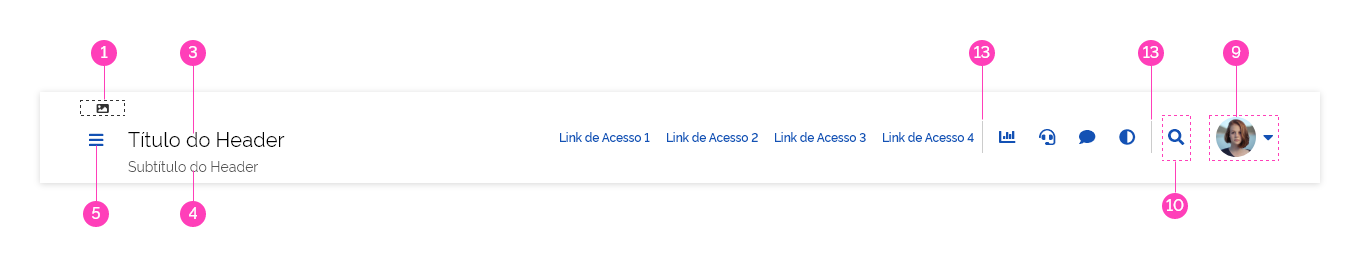 1 3 13 13 9
Título do Header Link de Acesso 1 Link de Acesso 2 Link de Acesso 3 Link de Acesso 4
Subtítulo do Header
5 4 10